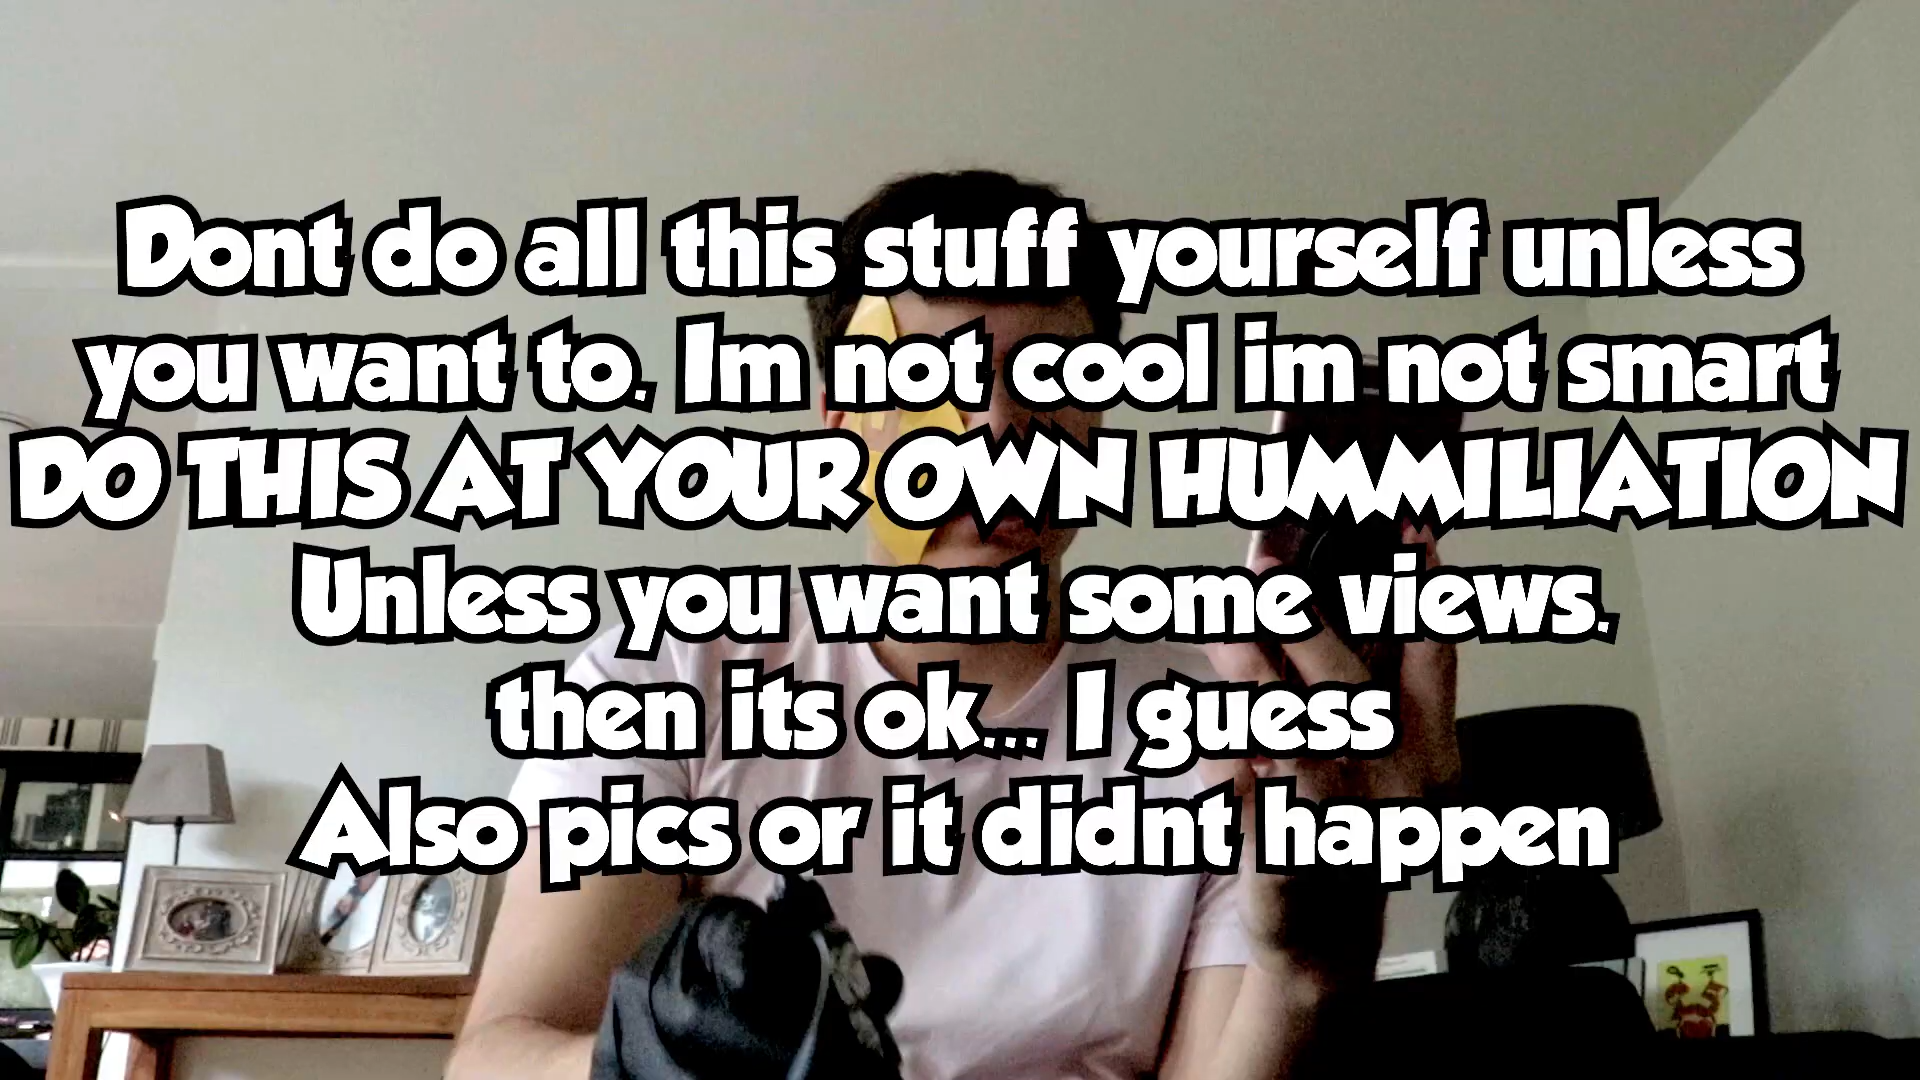 Dont do all this stuff yourself unless
you want to. Im not cool im not smart
DO THIS AT YOUR OWN HUMMILIATION
Unless you want some views.
then its ok... I guess
Also pics or it didnt happen